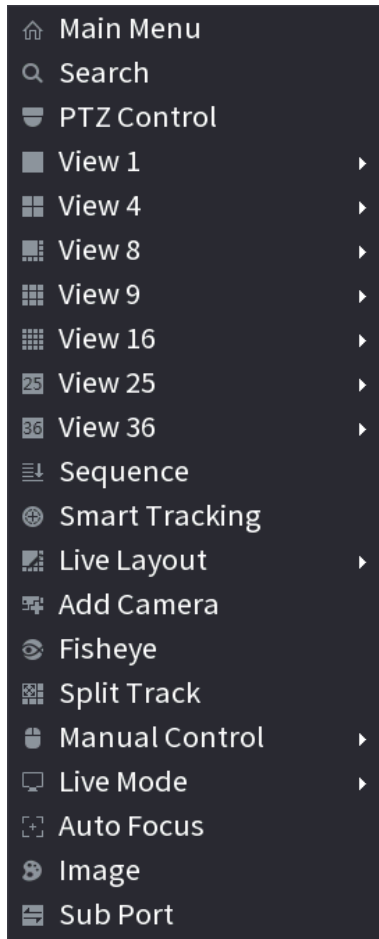 Main Menu
Search
PTZ Control
View 1
View 4
View 8
View 9
View 16
25 View 25
36 View 36
Sequence
Smart Tracking
Live Layout
Add Camera
Fisheye
Split Track
Manual Control
Live Mode
Auto Focus
Image
Sub Port